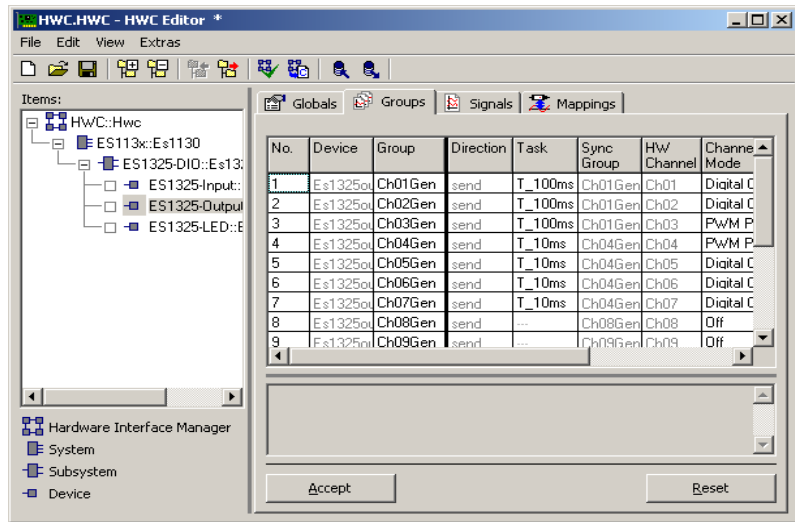 HWC.HWC - HWC Editor *
File Edit View Extras
Items:
HWC::Hwc
ES113x::Es1130
ES1325-DIO::Es13
ES1325-Input::
ES1325-Output
ES1325-LED::E
Hardware Interface Manager
System
Subsystem
Device
Globals Groups Signals Mappings
No. Device Group Direction Task Sync Group HW Channel Channe Mode
1 Es1325ou Ch01Gen send T_100ms Ch01Gen Ch01 Digital O
2 Es1325ou Ch02Gen send T_100ms Ch01Gen Ch02 Digital O
3 Es1325ou Ch03Gen send T_100ms Ch01Gen Ch03 PWM P
4 Es1325ou Ch04Gen send T_10ms Ch04Gen Ch04 PWM P
5 Es1325ou Ch05Gen send T_10ms Ch04Gen Ch05 Digital O
6 Es1325ou Ch06Gen send T_10ms Ch04Gen Ch06 Digital O
7 Es1325ou Ch07Gen send T_10ms Ch04Gen Ch07 Digital O
8 Es1325ou Ch08Gen send --- Ch08Gen Ch08 Off
9 Es1325ou Ch09Gen send --- Ch09Gen Ch09 Off
Accept Reset